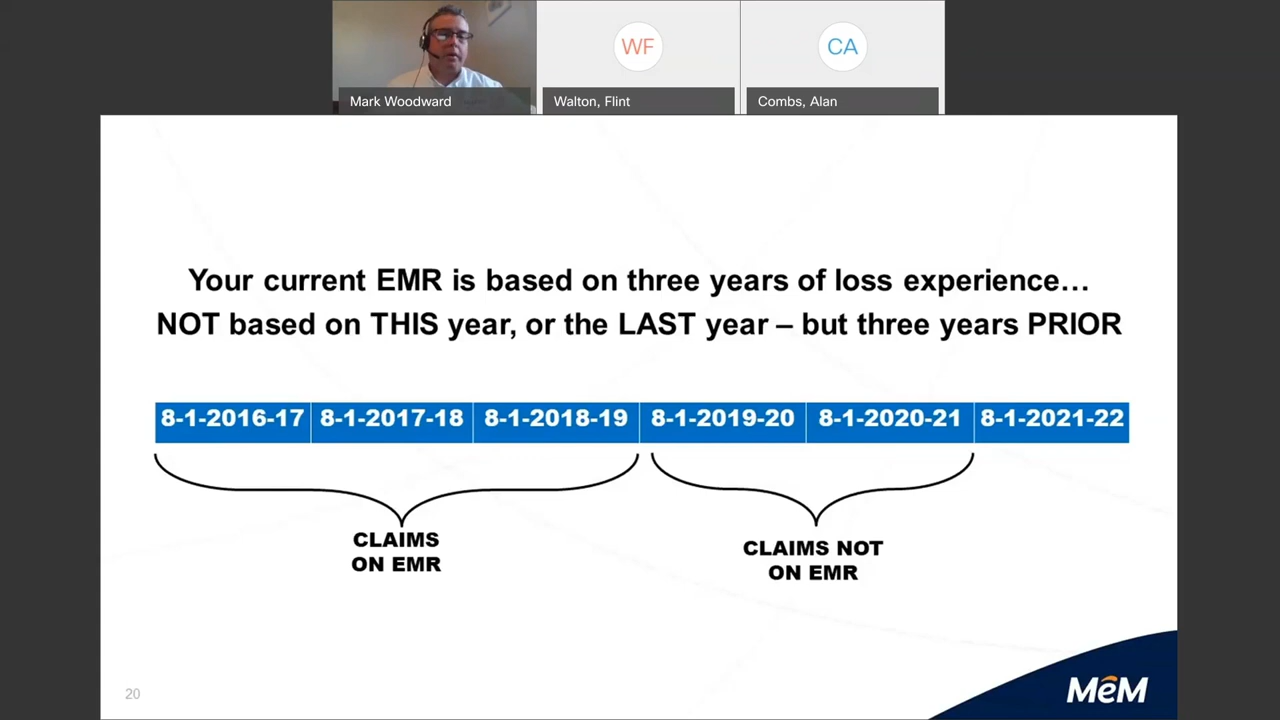 WF
CA
Mark Woodward
Walton, Flint
Combs, Alan
Your current EMR is based on three years of loss experience…
NOT based on THIS year, or the LAST year – but three years PRIOR
8-1-2016-17 8-1-2017-18 8-1-2018-19 8-1-2019-20 8-1-2020-21 8-1-2021-22
CLAIMS
ON EMR
CLAIMS NOT
ON EMR
20
MēM